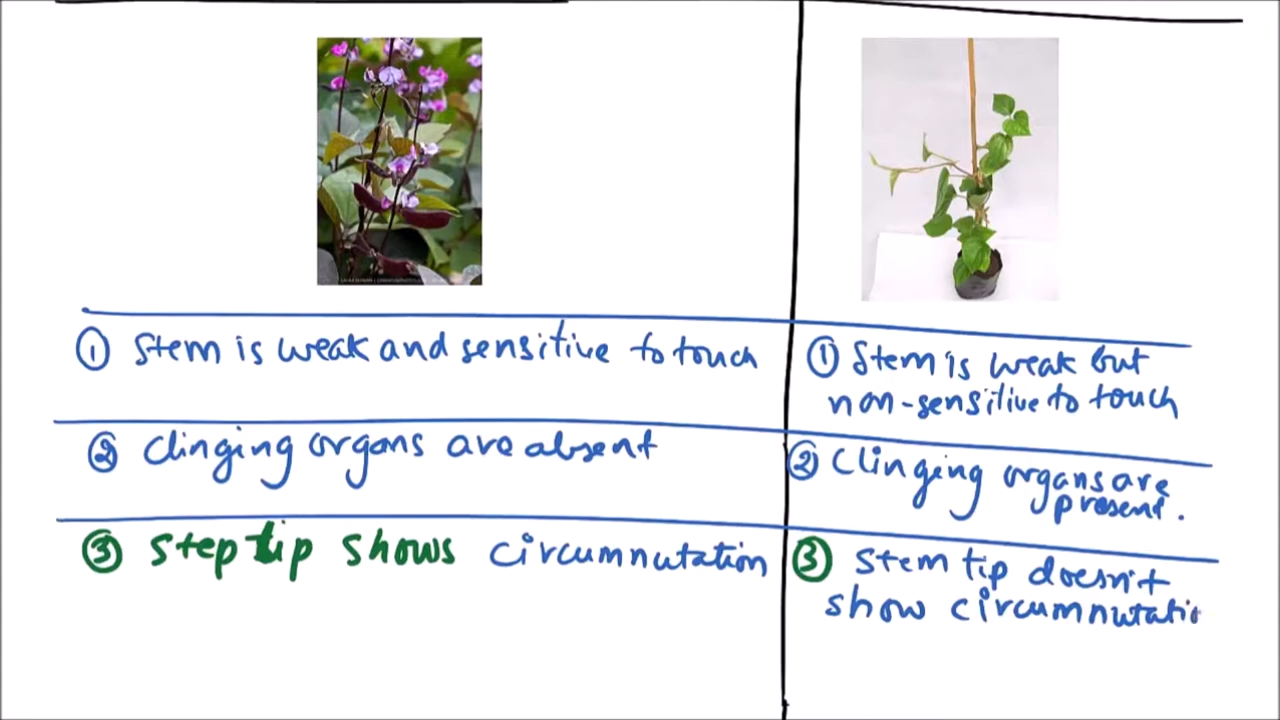 ① Stem is weak and sensitive to touch
① Stem is weak but
non-sensitive to touch
② Clinging organs are absent
② Clinging organs are
present.
③ Step tip shows circumnutation
③ Stem tip doesn't
show circumnutatio